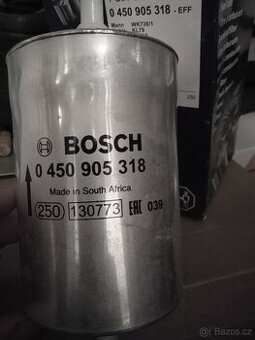 0 450 905 318 - EFF
Mann WK730/1
KL79
BOSCH
0 450 905 318
Made in South Africa
250 130773 EAC 039
Bazos.cz